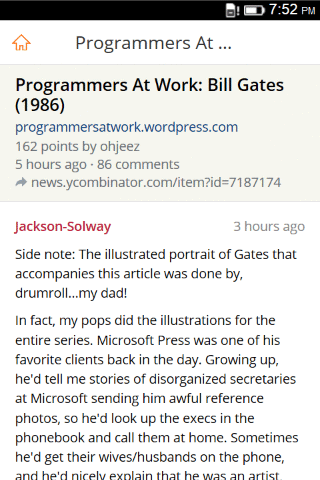 7:52 PM
Programmers At ...
Programmers At Work: Bill Gates
(1986)
programmersatwork.wordpress.com
162 points by ohjeez
5 hours ago · 86 comments
news.ycombinator.com/item?id=7187174
Jackson-Solway 3 hours ago
Side note: The illustrated portrait of Gates that
accompanies this article was done by,
drumroll...my dad!
In fact, my pops did the illustrations for the
entire series. Microsoft Press was one of his
favorite clients back in the day. Growing up,
he'd tell me stories of disorganized secretaries
at Microsoft sending him awful reference
photos, so he'd look up the execs in the
phonebook and call them at home. Sometimes
he'd get their wives/husbands on the phone,
and he'd nicely explain that he was an artist,